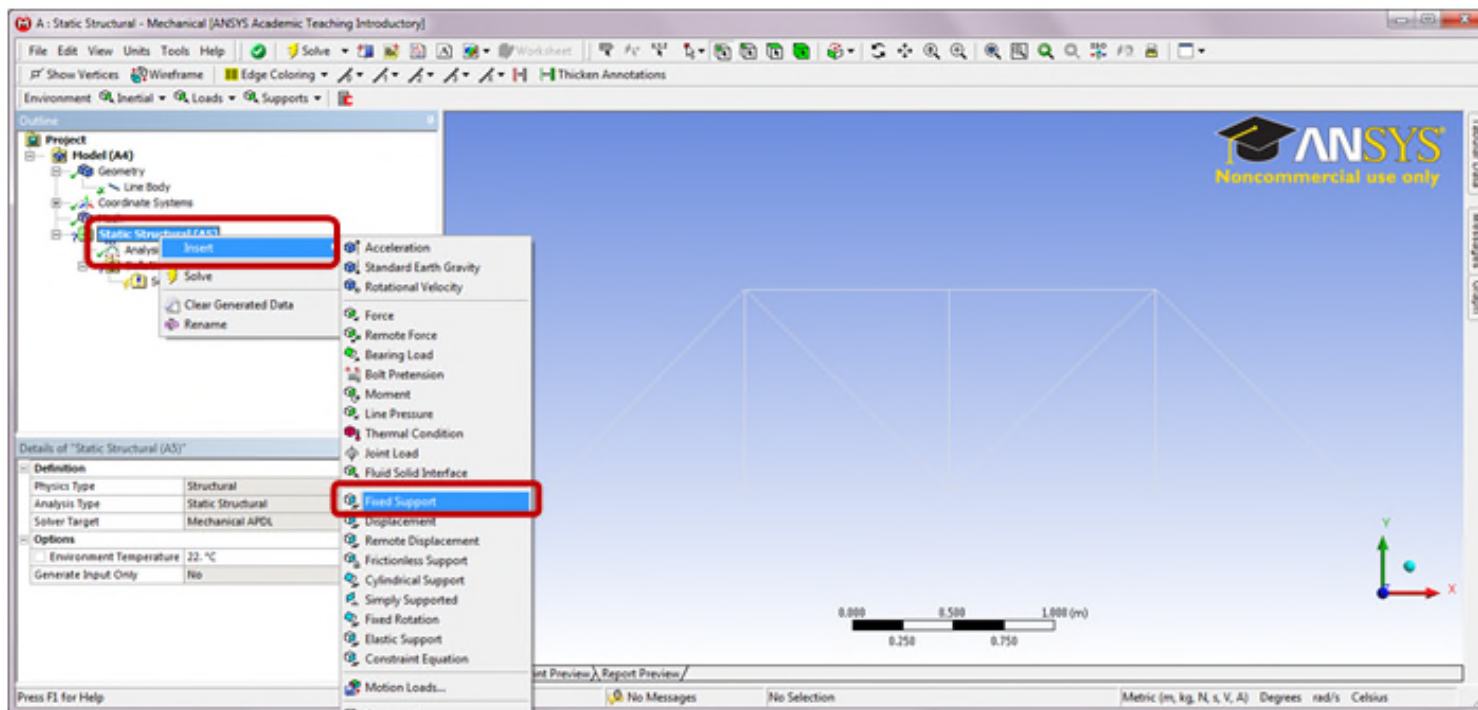 A : Static Structural - Mechanical [ANSYS Academic Teaching Introductory]
File Edit View Units Tools Help Solve Worksheet
Show Vertices Wireframe Edge Coloring Thicken Annotations
Environment Inertial Loads Supports
Outline
Project
Model (A4)
Geometry
Line Body
Coordinate Systems
Static Structural (A5)
Analysi
Insert
Solve
Clear Generated Data
Rename
Acceleration
Standard Earth Gravity
Rotational Velocity
Force
Remote Force
Bearing Load
Bolt Pretension
Moment
Line Pressure
Thermal Condition
Joint Load
Fluid Solid Interface
Fixed Support
Displacement
Remote Displacement
Frictionless Support
Cylindrical Support
Simply Supported
Fixed Rotation
Elastic Support
Constraint Equation
Motion Loads...
Details of "Static Structural (A5)"
Definition
Physics Type Structural
Analysis Type Static Structural
Solver Target Mechanical APDL
Options
Environment Temperature 22. °C
Generate Input Only No
ANSYS
Noncommercial use only
Y
X
0.000 0.500 1.000 (m)
0.250 0.750
int Preview Report Preview
Press F1 for Help No Messages No Selection Metric (m, kg, N, s, V, A) Degrees rad/s Celsius